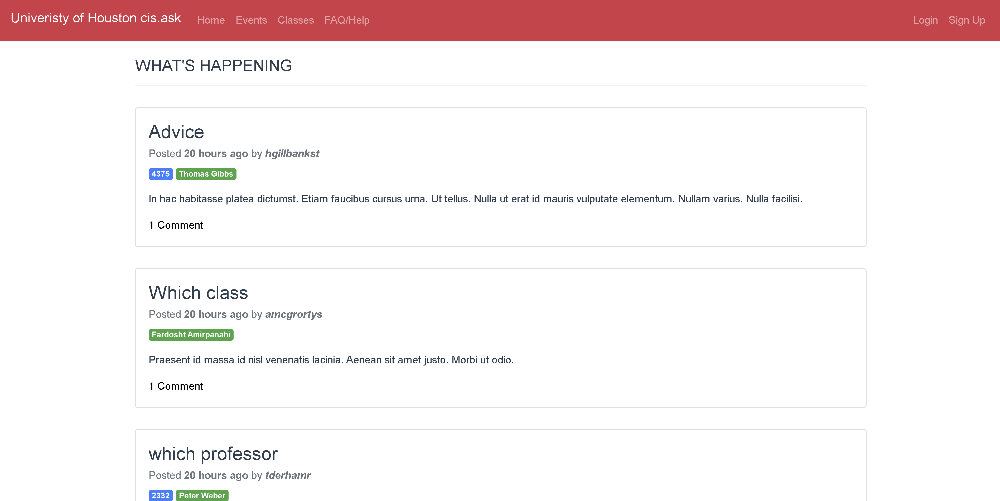 Univeristy of Houston cis.ask Home Events Classes FAQ/Help Login Sign Up
WHAT'S HAPPENING
Advice
Posted 20 hours ago by hgillbankst
4375 Thomas Gibbs
In hac habitasse platea dictumst. Etiam faucibus cursus urna. Ut tellus. Nulla ut erat id mauris vulputate elementum. Nullam varius. Nulla facilisi.
1 Comment
Which class
Posted 20 hours ago by amcgrortys
Fardosht Amirpanahi
Praesent id massa id nisl venenatis lacinia. Aenean sit amet justo. Morbi ut odio.
1 Comment
which professor
Posted 20 hours ago by tderhamr
2332 Peter Weber